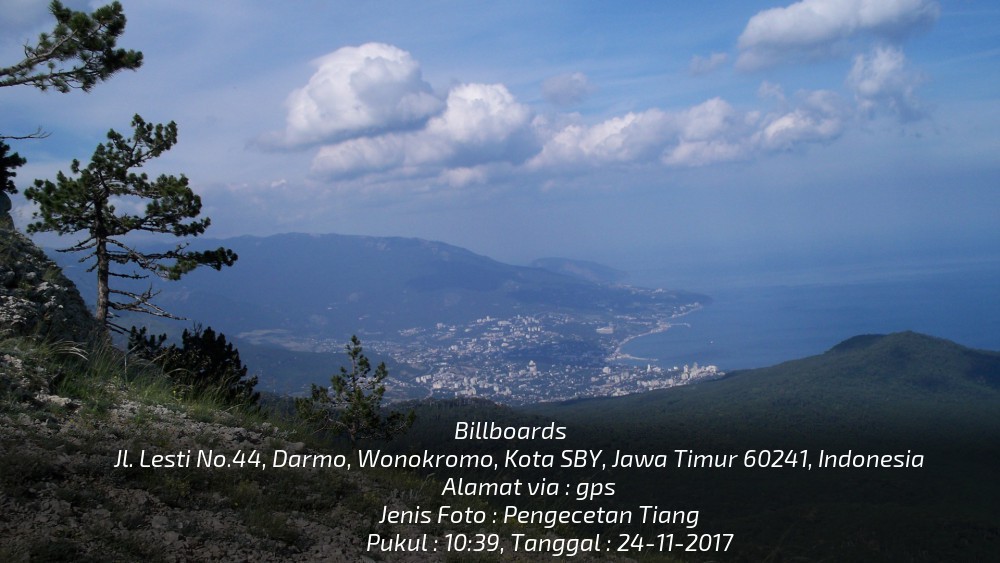 Billboards
Jl. Lesti No.44, Darmo, Wonokromo, Kota SBY, Jawa Timur 60241, Indonesia
Alamat via : gps
Jenis Foto : Pengecetan Tiang
Pukul : 10:39, Tanggal : 24-11-2017